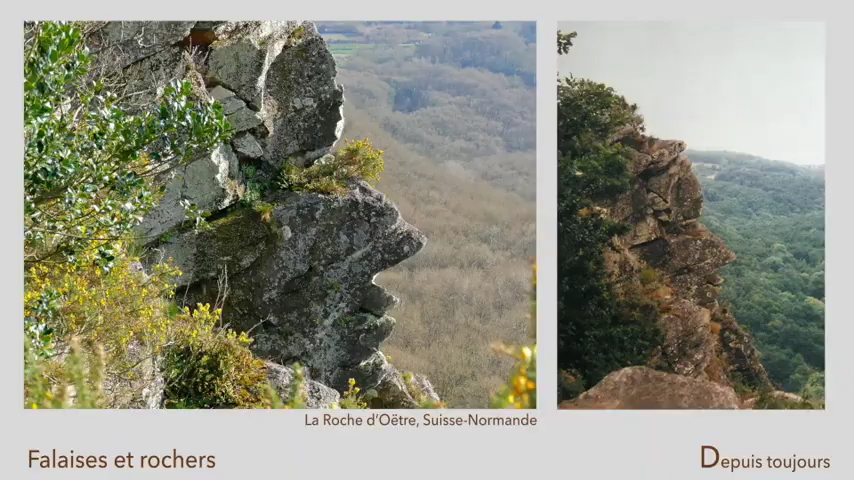 La Roche d'Oëtre, Suisse-Normande
Falaises et rochers
Depuis toujours